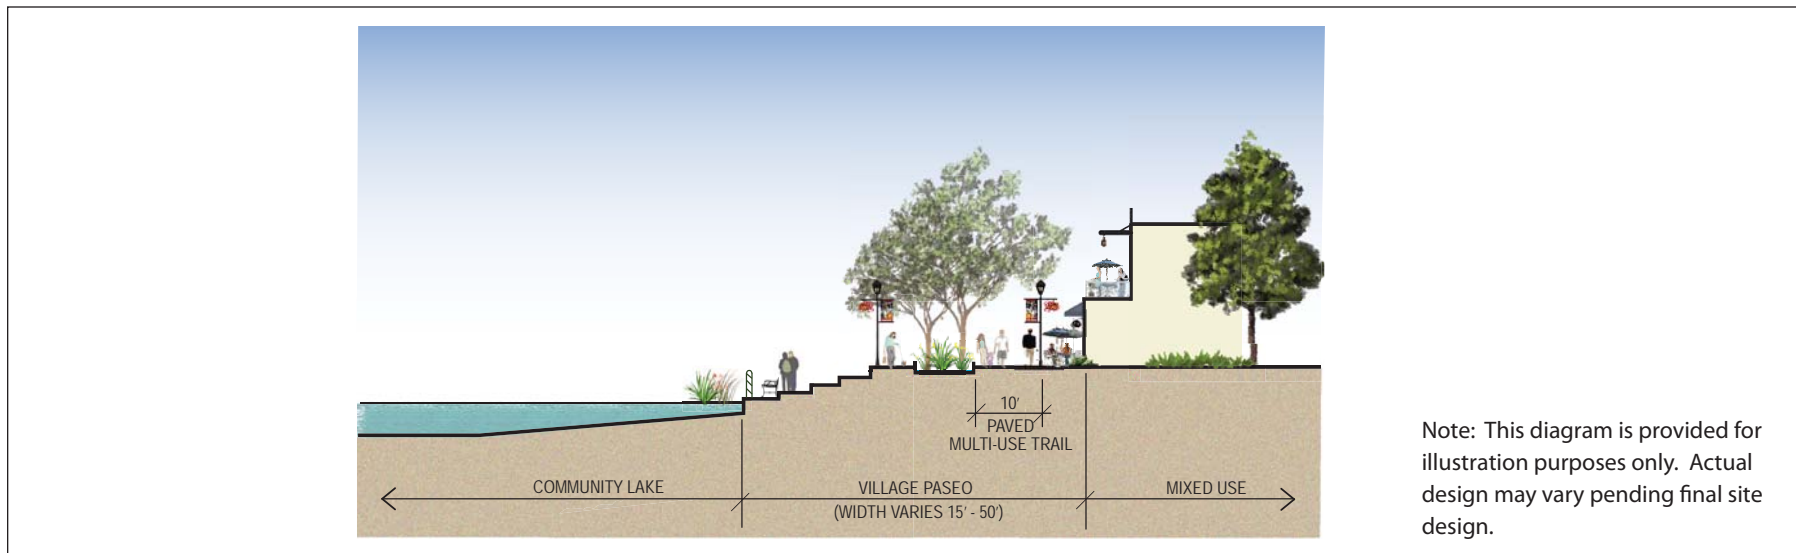 10'
PAVED
MULTI-USE TRAIL
COMMUNITY LAKE
VILLAGE PASEO
(WIDTH VARIES 15' - 50')
MIXED USE
Note: This diagram is provided for
illustration purposes only. Actual
design may vary pending final site
design.